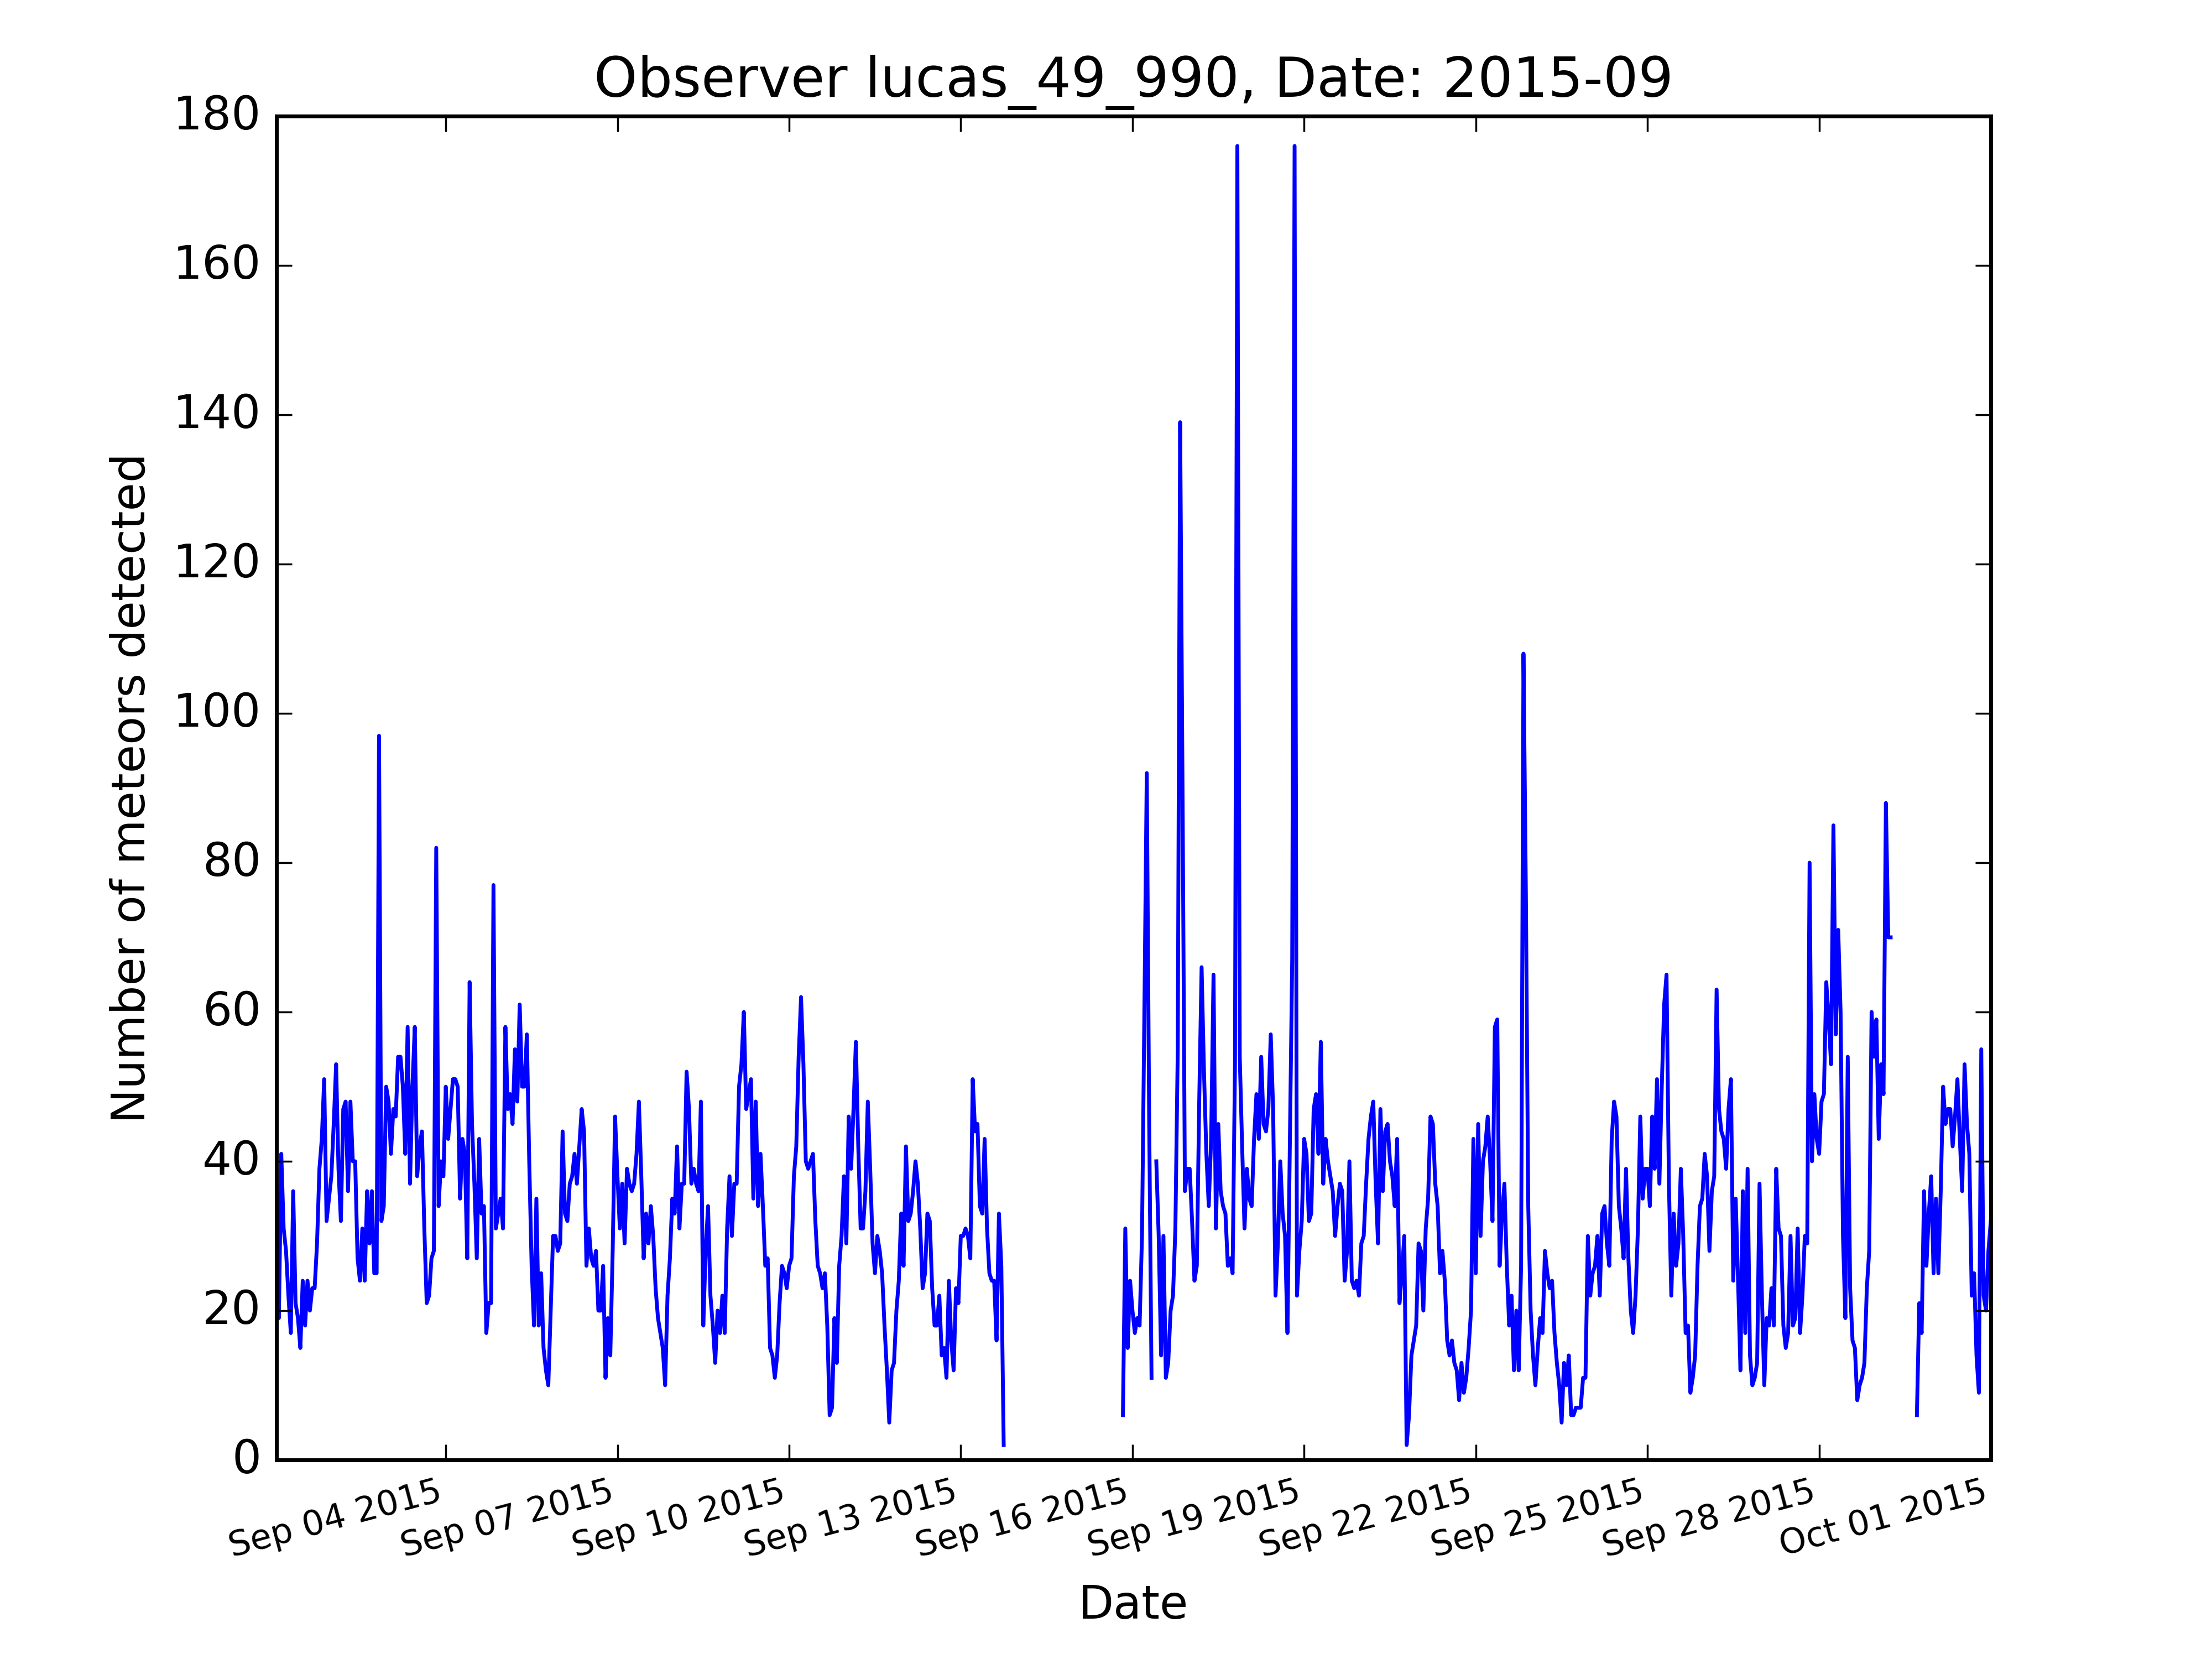 Observer lucas_49_990, Date: 2015-09
180
160
140
120
100
80
60
40
20
0
Number of meteors detected
Sep 04 2015
Sep 07 2015
Sep 10 2015
Sep 13 2015
Sep 16 2015
Sep 19 2015
Sep 22 2015
Sep 25 2015
Sep 28 2015
Oct 01 2015
Date